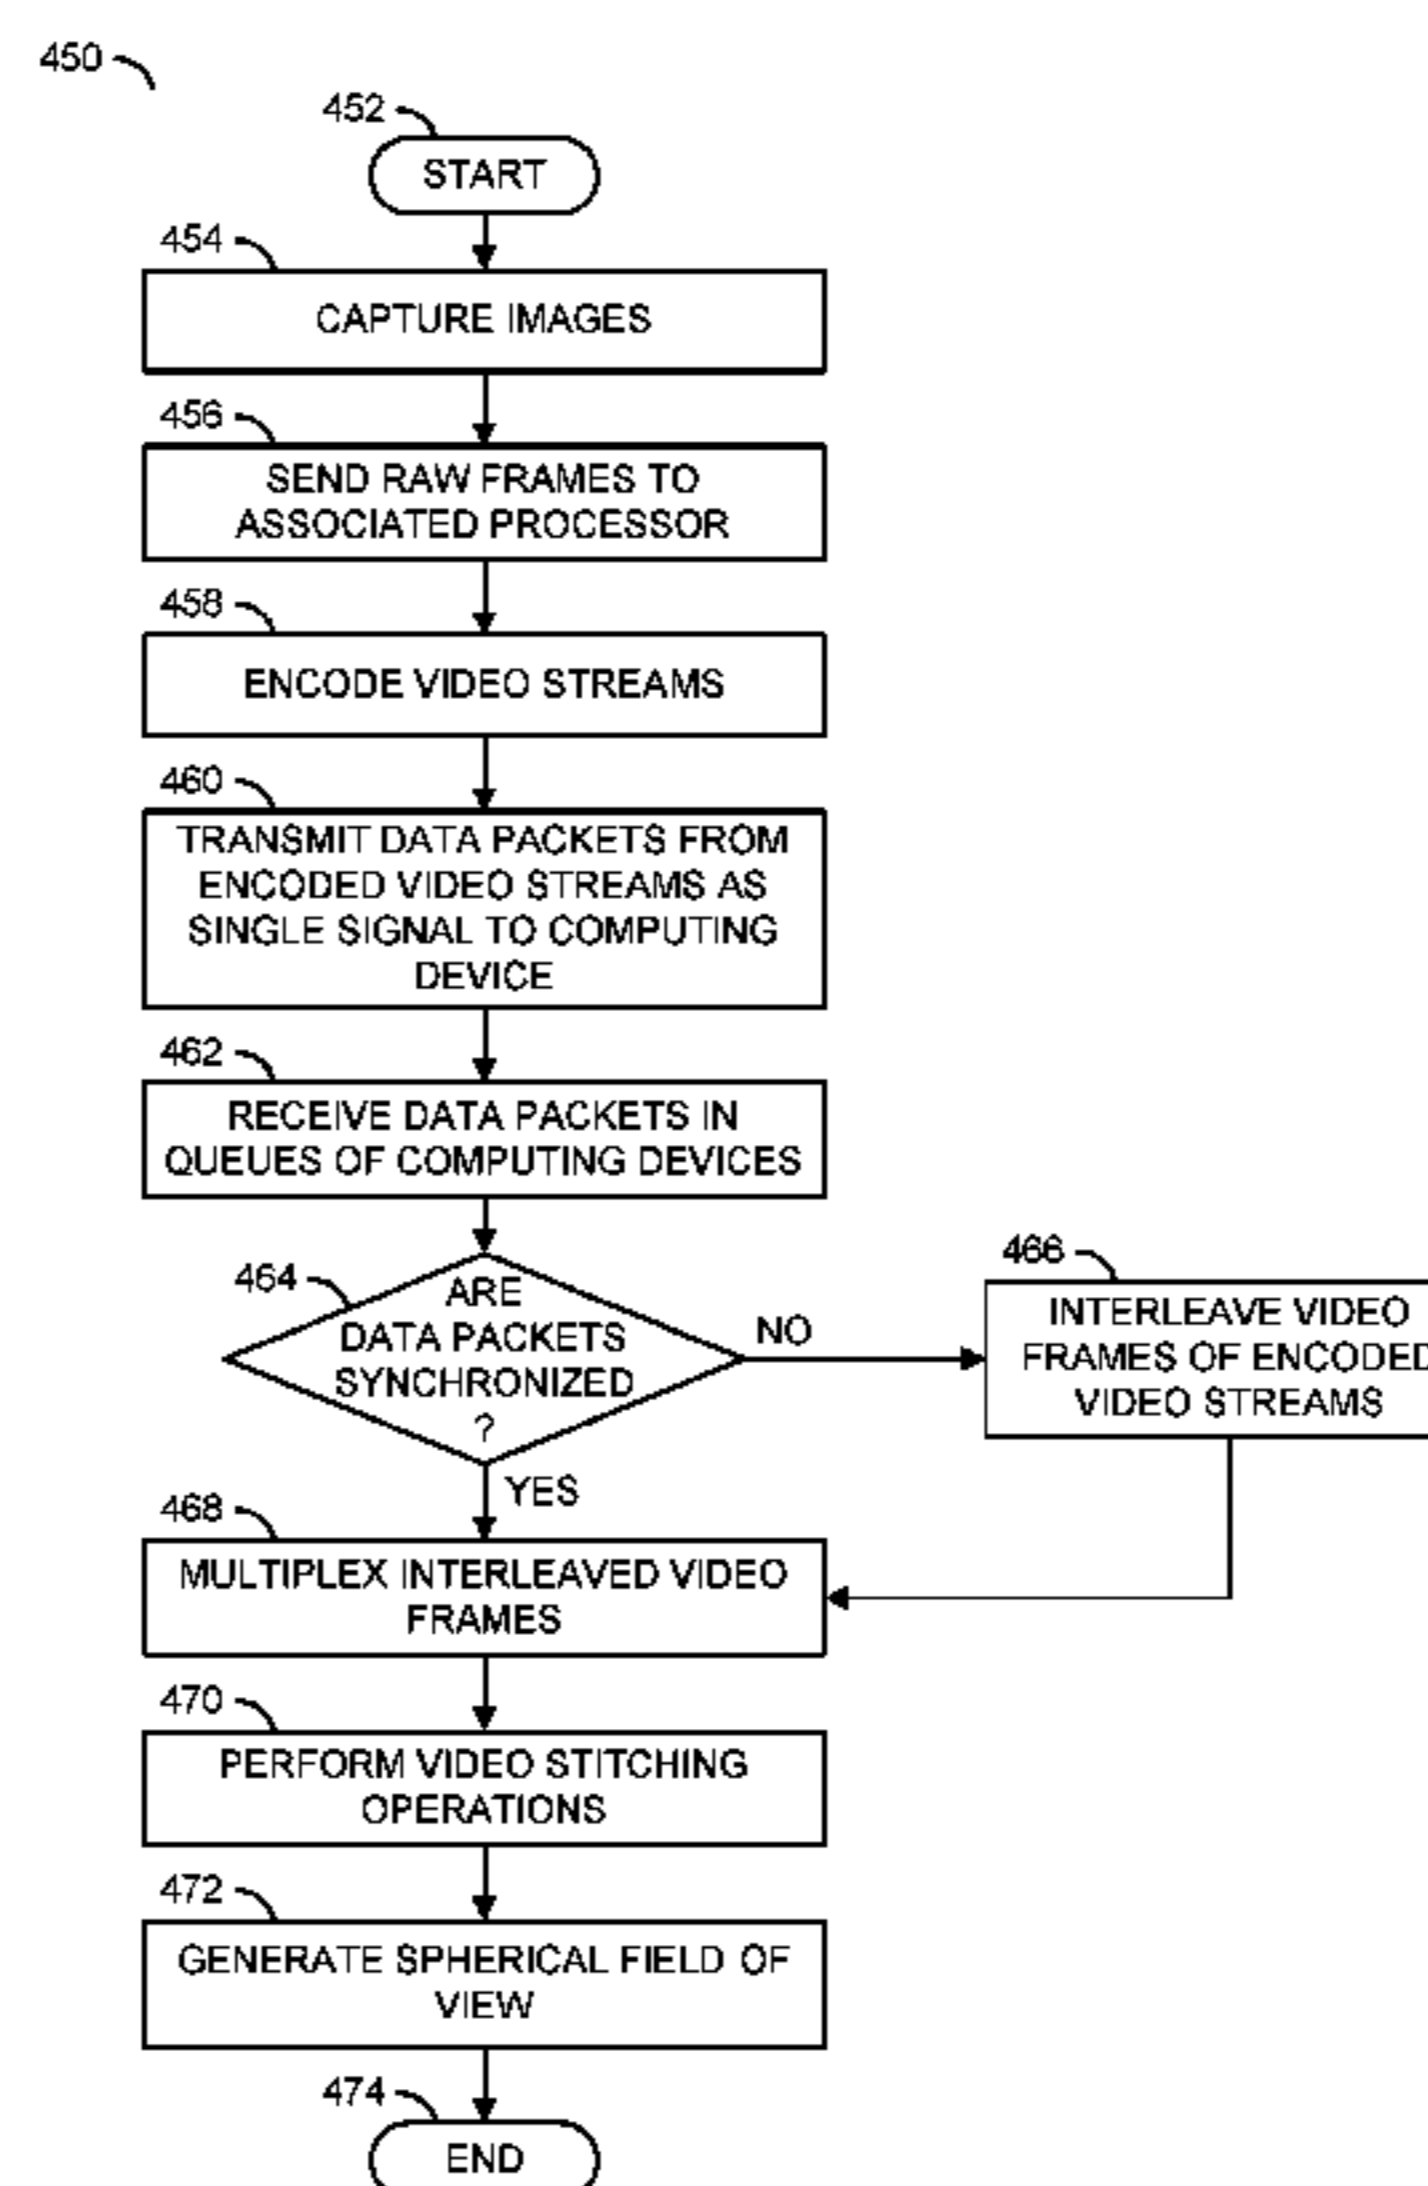 450
452
START
454
CAPTURE IMAGES
456
SEND RAW FRAMES TO
ASSOCIATED PROCESSOR
458
ENCODE VIDEO STREAMS
460
TRANSMIT DATA PACKETS FROM
ENCODED VIDEO STREAMS AS
SINGLE SIGNAL TO COMPUTING
DEVICE
462
RECEIVE DATA PACKETS IN
QUEUES OF COMPUTING DEVICES
464
ARE
DATA PACKETS
SYNCHRONIZED
?
NO
466
INTERLEAVE VIDEO
FRAMES OF ENCODED
VIDEO STREAMS
YES
468
MULTIPLEX INTERLEAVED VIDEO
FRAMES
470
PERFORM VIDEO STITCHING
OPERATIONS
472
GENERATE SPHERICAL FIELD OF
VIEW
474
END